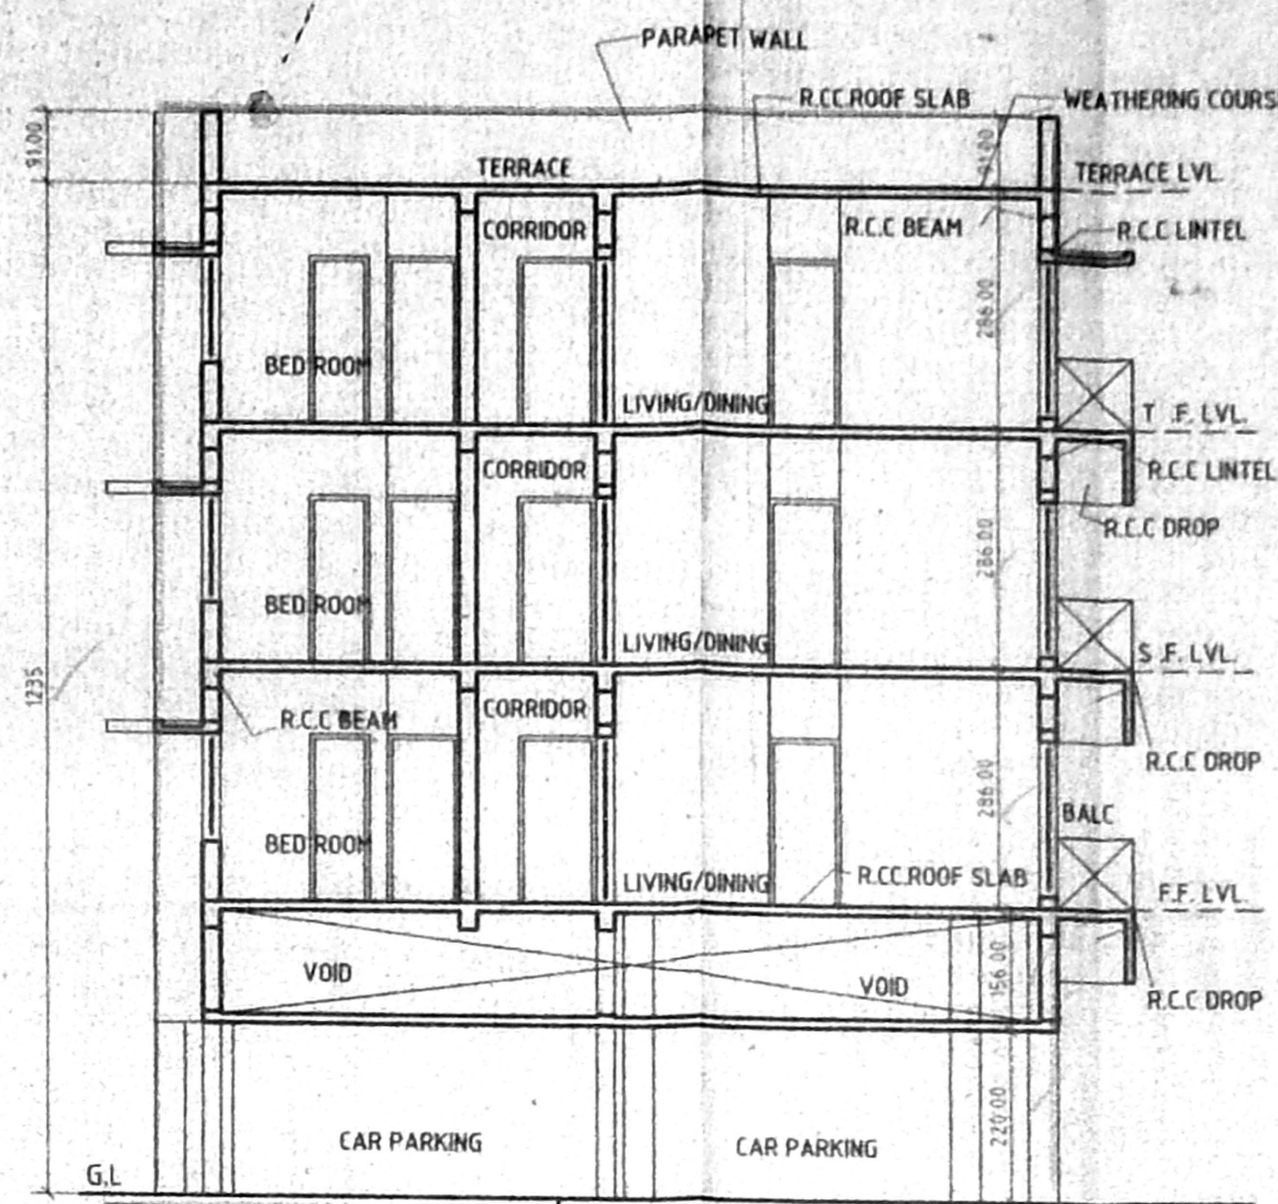 PARAPET WALL
R.C.C ROOF SLAB
WEATHERING COURS
91.00
91.00
TERRACE
TERRACE LVL.
CORRIDOR
R.C.C BEAM
R.C.C LINTEL
286.00
BED ROOM
LIVING/DINING
T .F. LVL.
CORRIDOR
R.C.C LINTEL
R.C.C DROP
286.00
BED ROOM
LIVING/DINING
S .F. LVL.
1235
R.C.C BEAM
CORRIDOR
R.C.C DROP
286.00
BALC
BED ROOM
LIVING/DINING
R.C.C.ROOF SLAB
F.F. LVL.
VOID
VOID
156.00
R.C.C DROP
220.00
CAR PARKING
CAR PARKING
G.L